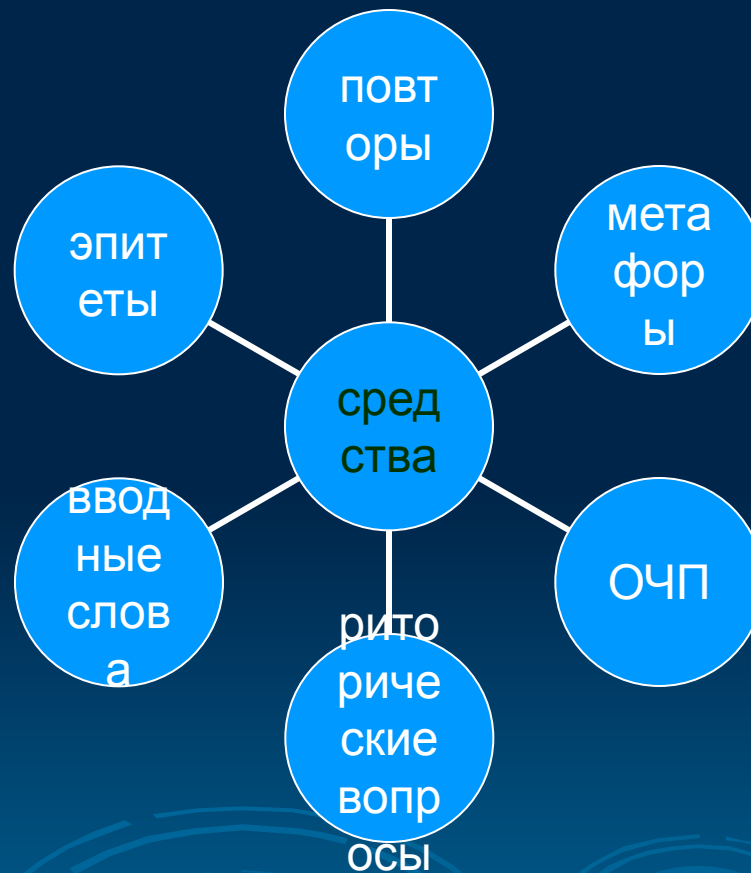 повт
оры
эпит
еты
мета
фор
ы
сред
ства
ввод
ные
слов
а
ОЧП
рито
риче
ские
вопр
осы